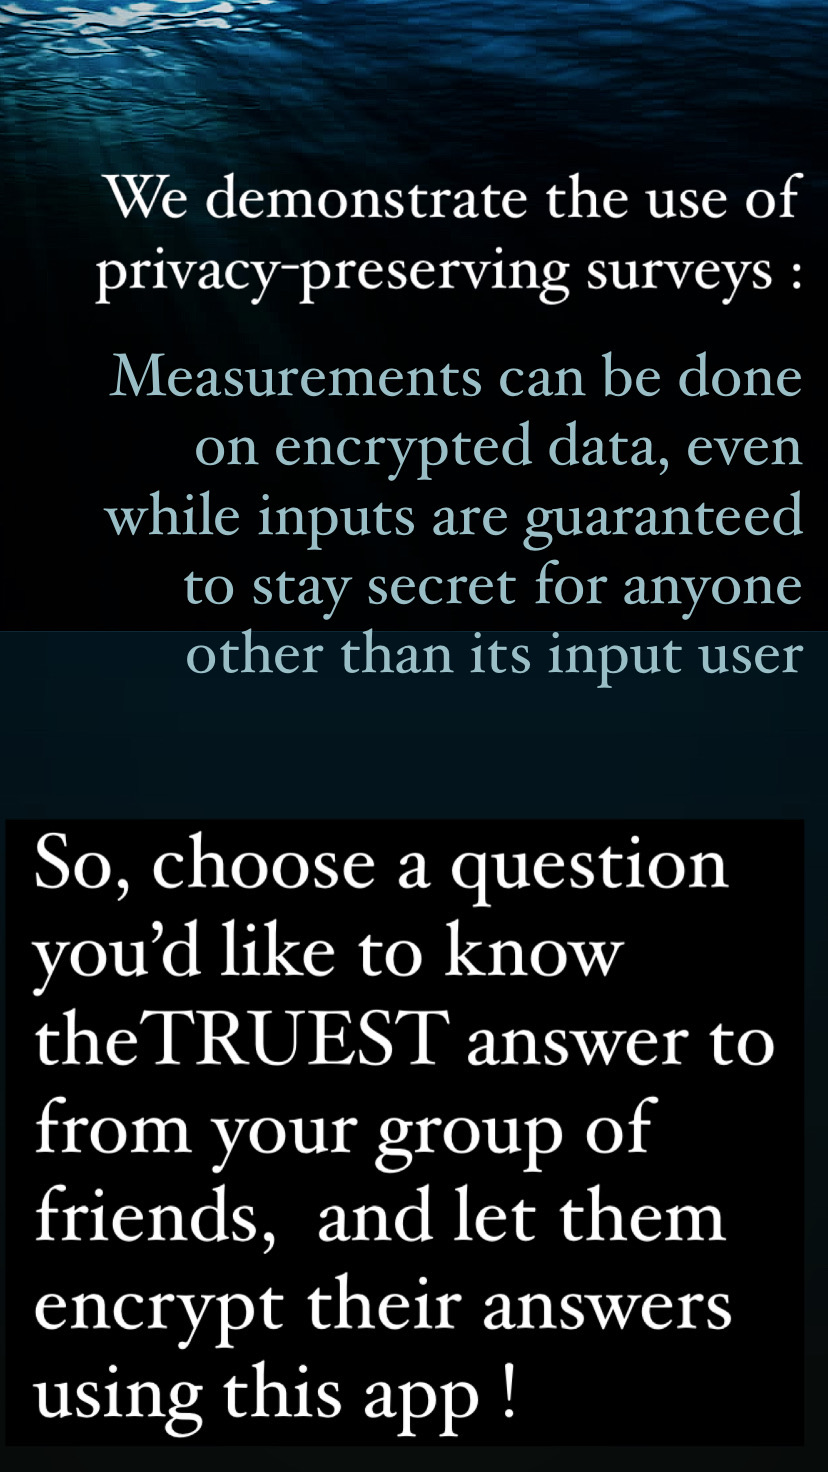 We demonstrate the use of
privacy-preserving surveys :
Measurements can be done
on encrypted data, even
while inputs are guaranteed
to stay secret for anyone
other than its input user
So, choose a question
you’d like to know
theTRUEST answer to
from your group of
friends,  and let them
encrypt their answers
using this app !